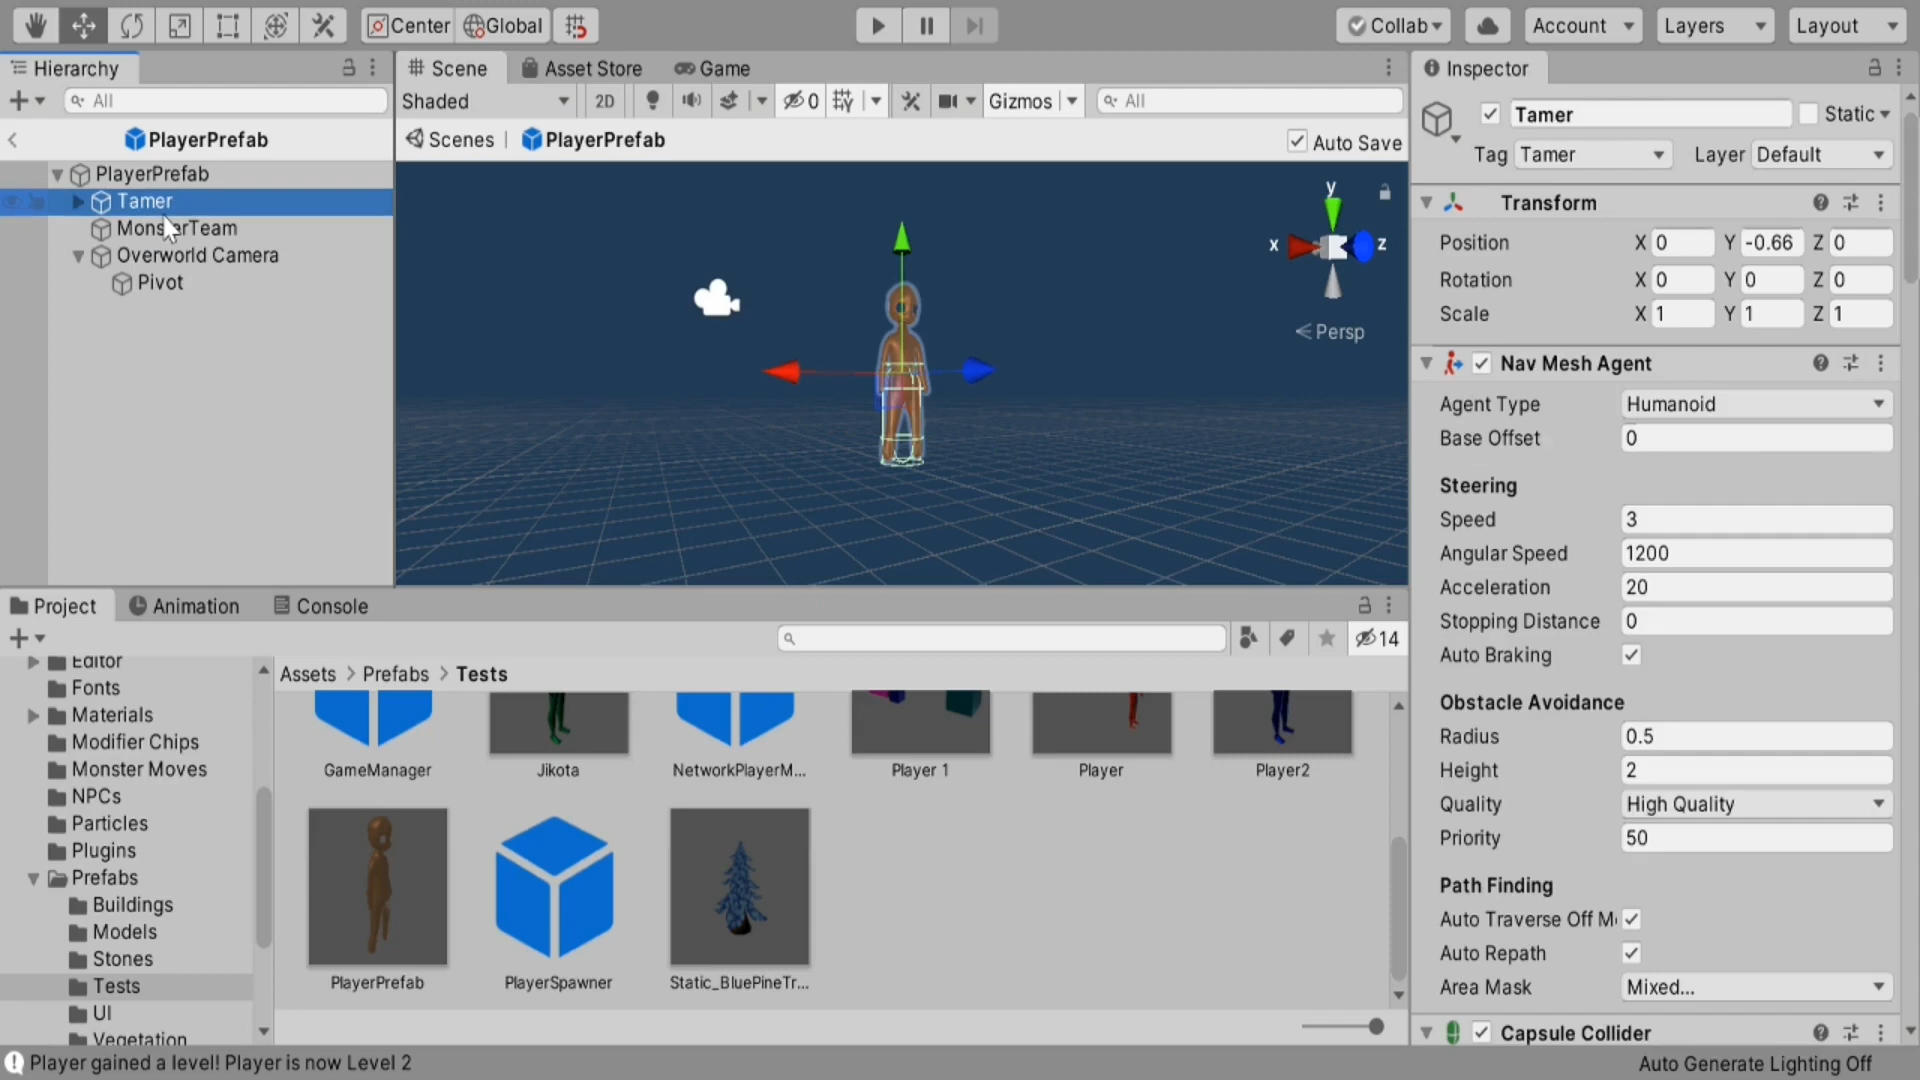 Center
Global
Collab
Account
Layers
Layout
Hierarchy
Scene
Asset Store
Game
Inspector
All
Shaded
2D
0
Gizmos
All
Tamer
Static
Tag Tamer
Layer Default
PlayerPrefab
Scenes
PlayerPrefab
Auto Save
PlayerPrefab
Tamer
MonsterTeam
Overworld Camera
Pivot
y
x
z
Persp
Transform
Position X 0 Y -0.66 Z 0
Rotation X 0 Y 0 Z 0
Scale X 1 Y 1 Z 1
Nav Mesh Agent
Agent Type Humanoid
Base Offset 0
Steering
Speed 3
Angular Speed 1200
Acceleration 20
Stopping Distance 0
Auto Braking
Obstacle Avoidance
Radius 0.5
Height 2
Quality High Quality
Priority 50
Path Finding
Auto Traverse Off M
Auto Repath
Area Mask Mixed...
Capsule Collider
Project
Animation
Console
14
Editor
Fonts
Materials
Modifier Chips
Monster Moves
NPCs
Particles
Plugins
Prefabs
Buildings
Models
Stones
Tests
UI
Vegetation
Assets > Prefabs > Tests
GameManager
Jikota
NetworkPlayerM...
Player 1
Player
Player2
PlayerPrefab
PlayerSpawner
Static_BluePineTr...
Player gained a level! Player is now Level 2
Auto Generate Lighting Off